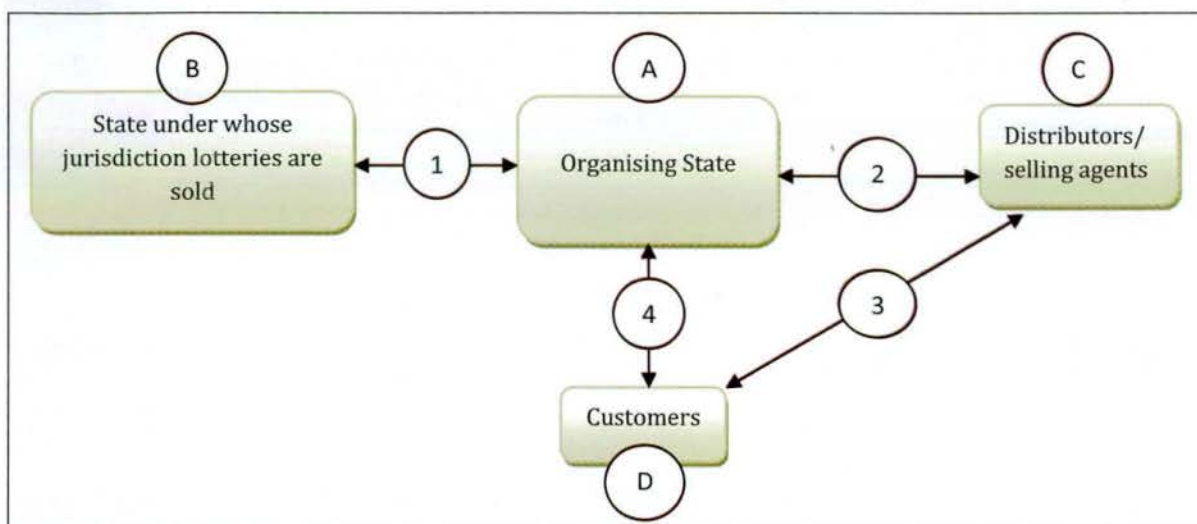 B
A
C
State under whose
jurisdiction lotteries are
sold
1
Organising State
2
Distributors/
selling agents
4
3
Customers
D